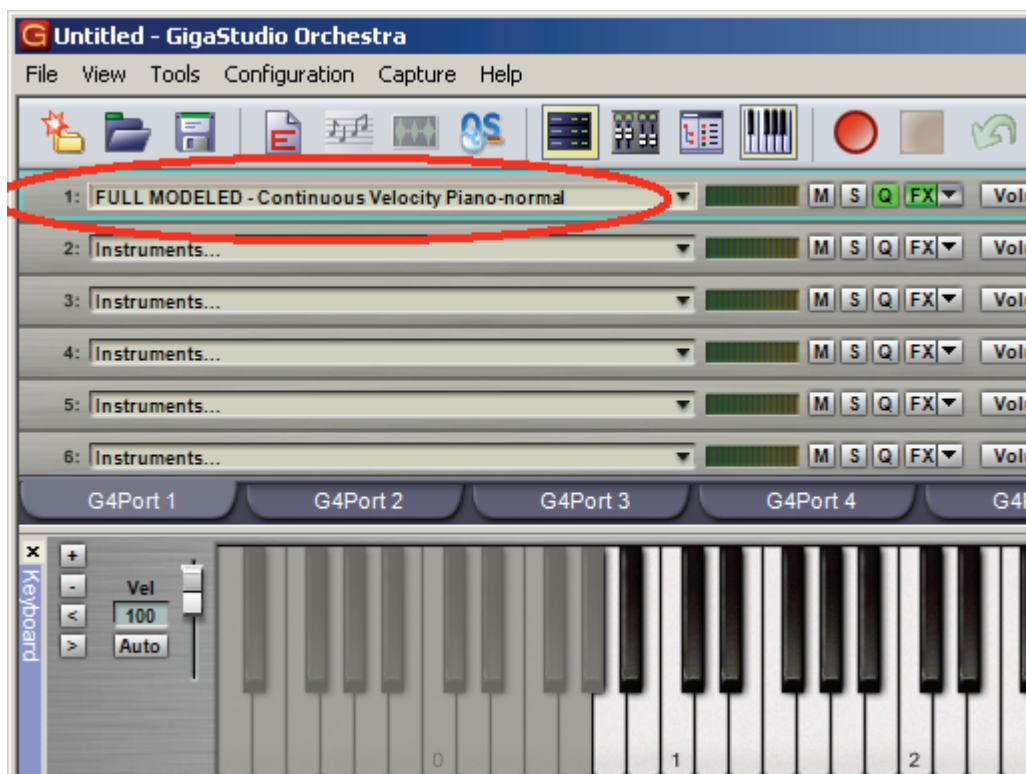 Untitled - GigaStudio Orchestra
File View Tools Configuration Capture Help
E QS
1: FULL MODELED - Continuous Velocity Piano-normal M S Q FX
2: Instruments... M S Q FX
3: Instruments... M S Q FX
4: Instruments... M S Q FX
5: Instruments... M S Q FX
6: Instruments... M S Q FX
G4Port 1 G4Port 2 G4Port 3 G4Port 4
x Keyboard
+
-
<
>
Vel
100
Auto
0 1 2